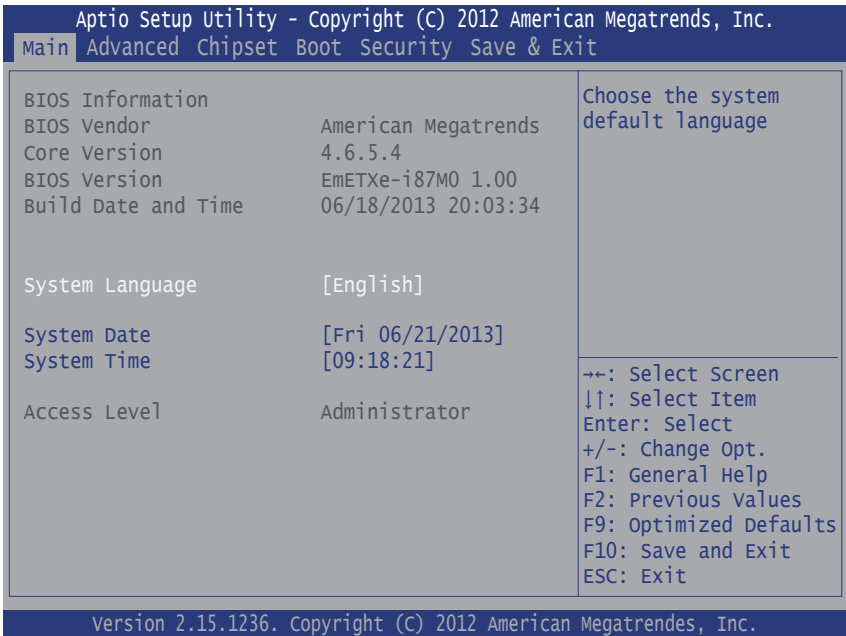 Aptio Setup Utility - Copyright (C) 2012 American Megatrends, Inc.
Main Advanced Chipset Boot Security Save & Exit
BIOS Information
BIOS Vendor American Megatrends
Core Version 4.6.5.4
BIOS Version EmETXe-i87M0 1.00
Build Date and Time 06/18/2013 20:03:34
System Language [English]
System Date [Fri 06/21/2013]
System Time [09:18:21]
Access Level Administrator
Choose the system
default language
→←: Select Screen
↓↑: Select Item
Enter: Select
+/-: Change Opt.
F1: General Help
F2: Previous Values
F9: Optimized Defaults
F10: Save and Exit
ESC: Exit
Version 2.15.1236. Copyright (C) 2012 American Megatrendes, Inc.